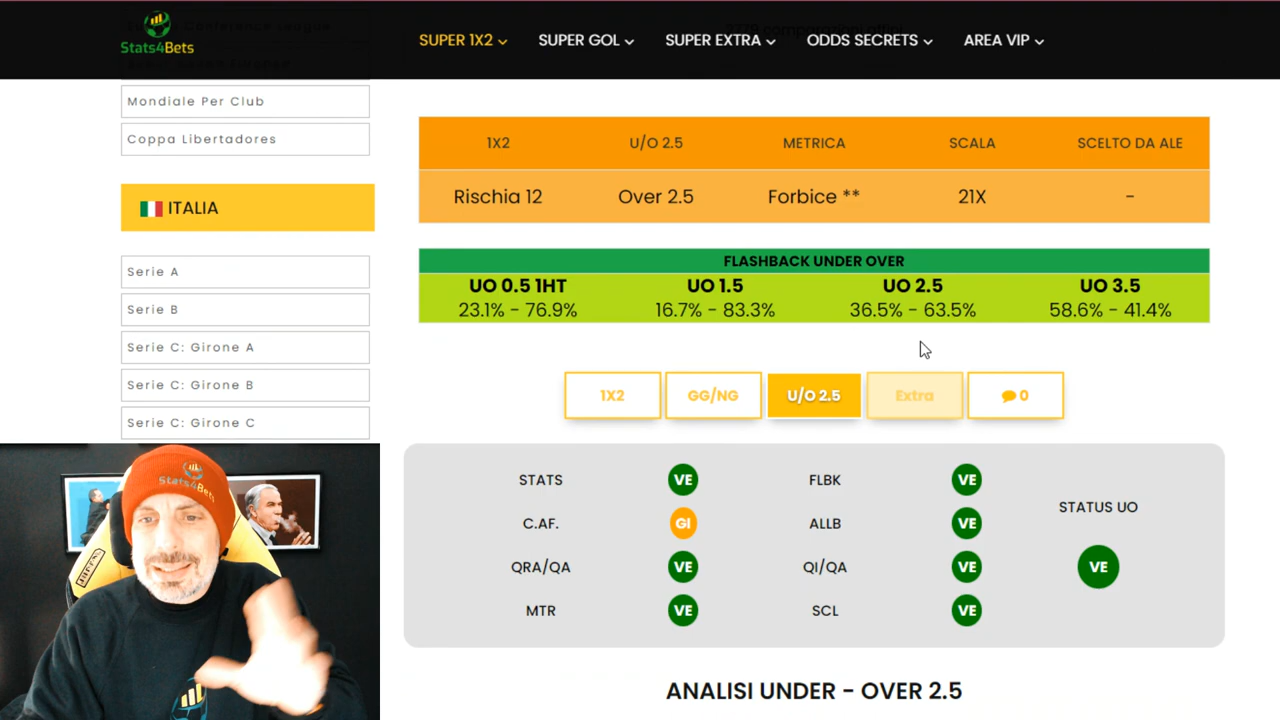 Stats4Bets
SUPER 1X2
SUPER GOL
SUPER EXTRA
ODDS SECRETS
AREA VIP
Mondiale Per Club
Coppa Libertadores
ITALIA
Serie A
Serie B
Serie C: Girone A
Serie C: Girone B
Serie C: Girone C
1X2 U/O 2.5 METRICA SCALA SCELTO DA ALE
Rischia 12 Over 2.5 Forbice ** 21X -
FLASHBACK UNDER OVER
UO 0.5 1HT UO 1.5 UO 2.5 UO 3.5
23.1% - 76.9% 16.7% - 83.3% 36.5% - 63.5% 58.6% - 41.4%
1X2 GG/NG U/O 2.5 Extra 0
STATS VE FLBK VE
C.AF. GI ALLB VE
QRA/QA VE QI/QA VE
MTR VE SCL VE
STATUS UO
VE
ANALISI UNDER - OVER 2.5
Stats4Bets